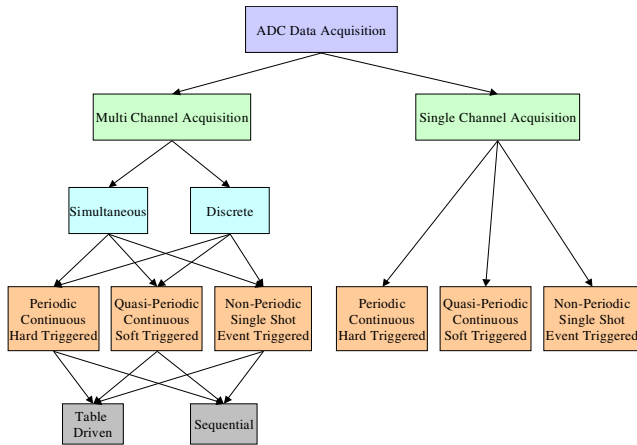 ADC Data Acquisition
Multi Channel Acquisition
Single Channel Acquisition
Simultaneous
Discrete
Periodic
Continuous
Hard Triggered
Quasi-Periodic
Continuous
Soft Triggered
Non-Periodic
Single Shot
Event Triggered
Periodic
Continuous
Hard Triggered
Quasi-Periodic
Continuous
Soft Triggered
Non-Periodic
Single Shot
Event Triggered
Table
Driven
Sequential